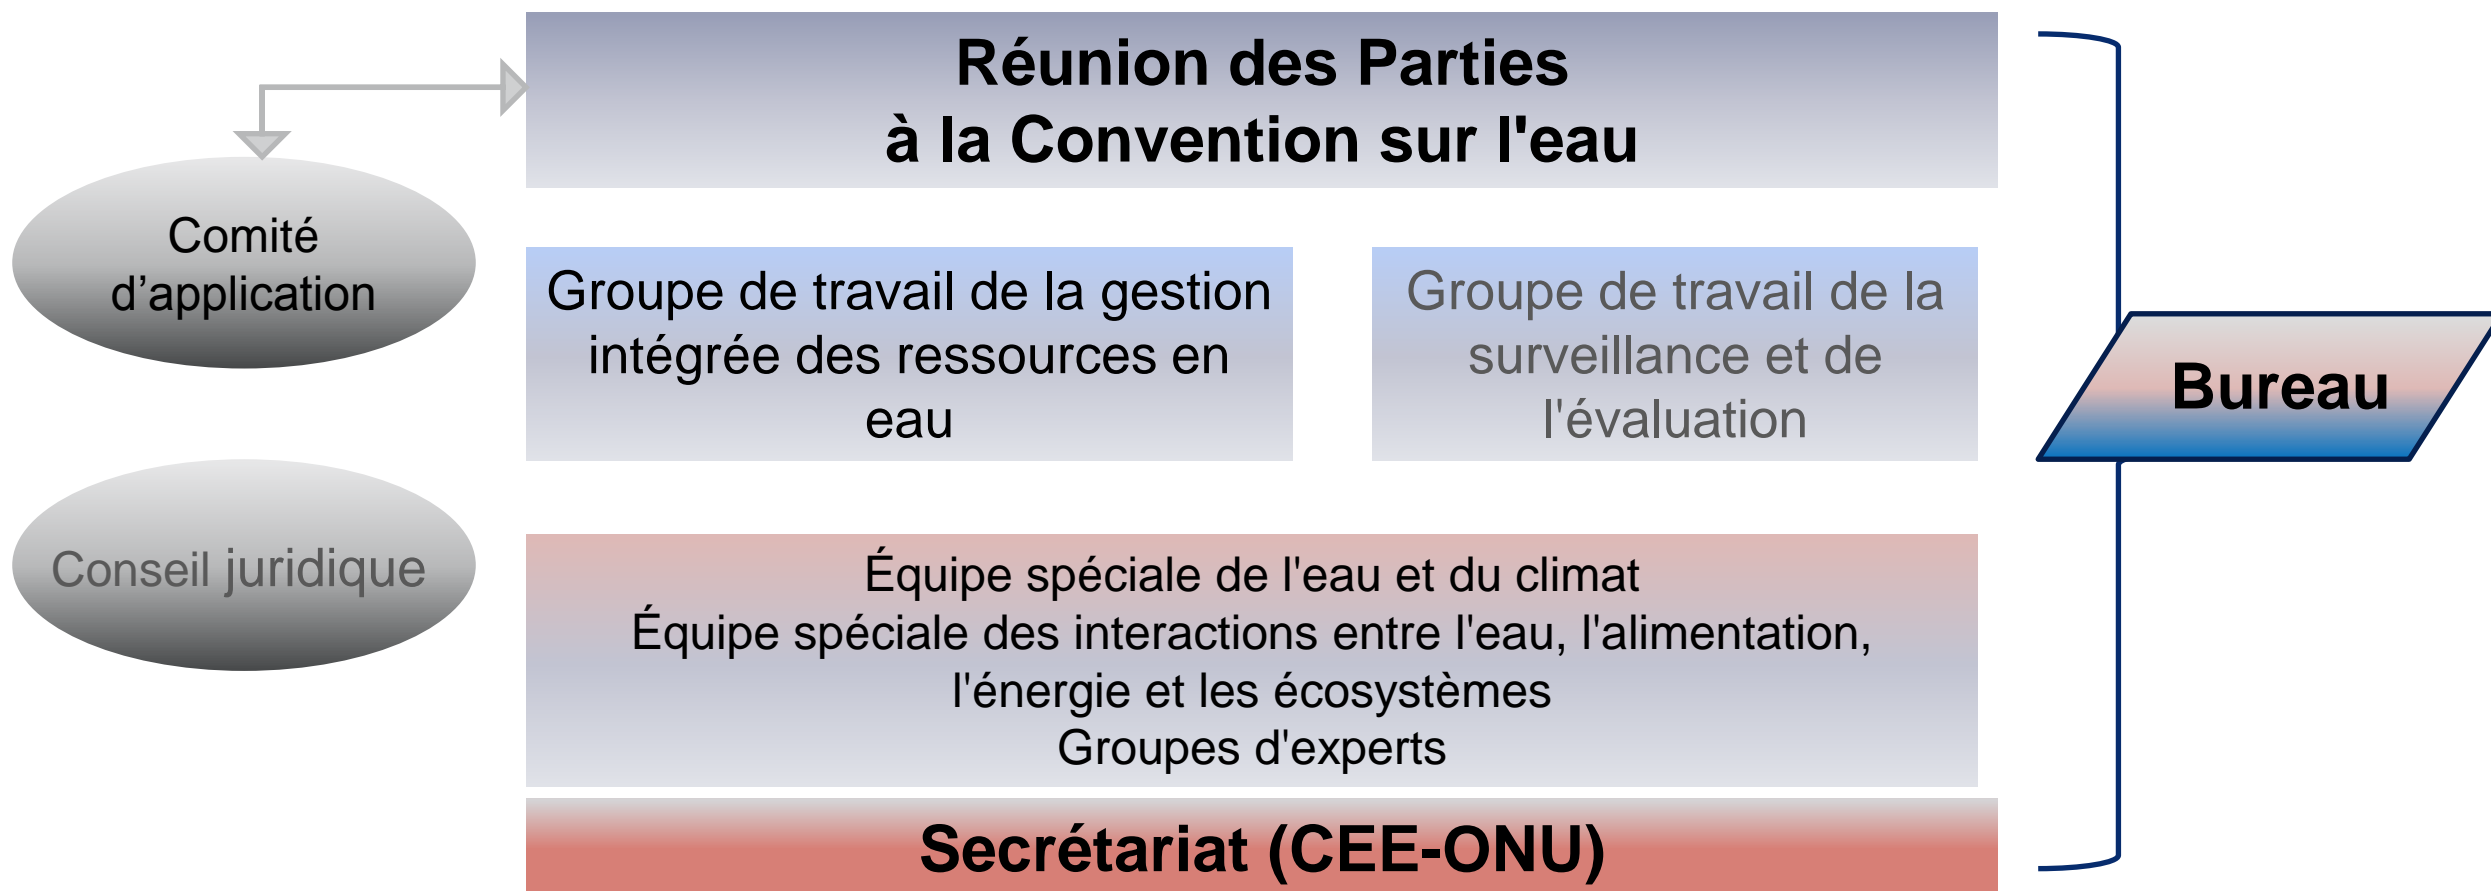 Réunion des Parties
à la Convention sur l'eau
Comité
d’application
Groupe de travail de la gestion
intégrée des ressources en
eau
Groupe de travail de la
surveillance et de
l'évaluation
Bureau
Conseil juridique
Équipe spéciale de l'eau et du climat
Équipe spéciale des interactions entre l'eau, l'alimentation,
l'énergie et les écosystèmes
Groupes d'experts
Secrétariat (CEE-ONU)